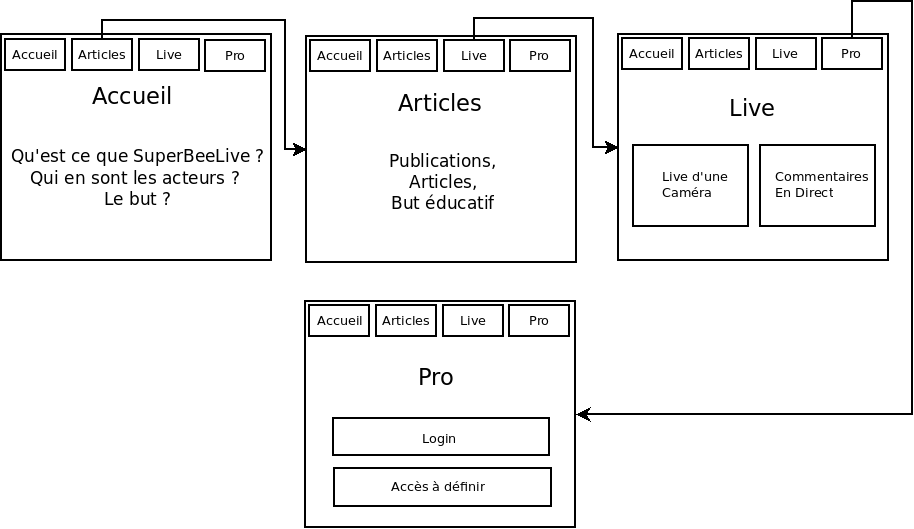 Accueil
Articles
Live
Pro
Accueil
Qu'est ce que SuperBeeLive ?
Qui en sont les acteurs ?
Le but ?
Accueil
Articles
Live
Pro
Articles
Publications,
Articles,
But éducatif
Accueil
Articles
Live
Pro
Live
Live d'une
Caméra
Commentaires
En Direct
Accueil
Articles
Live
Pro
Pro
Login
Accès à définir